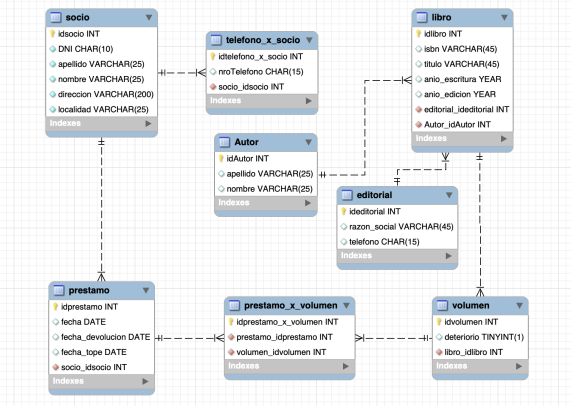 socio
idsocio INT
DNI CHAR(10)
apellido VARCHAR(25)
nombre VARCHAR(25)
direccion VARCHAR(200)
localidad VARCHAR(25)
Indexes
telefono_x_socio
idtelefono_x_socio INT
nroTelefono CHAR(15)
socio_idsocio INT
Indexes
libro
idlibro INT
isbn VARCHAR(45)
titulo VARCHAR(45)
anio_escritura YEAR
anio_edicion YEAR
editorial_ideditorial INT
Autor_idAutor INT
Indexes
Autor
idAutor INT
apellido VARCHAR(25)
nombre VARCHAR(25)
Indexes
editorial
ideditorial INT
razon_social VARCHAR(45)
telefono CHAR(15)
Indexes
prestamo
idprestamo INT
fecha DATE
fecha_devolucion DATE
fecha_tope DATE
socio_idsocio INT
Indexes
prestamo_x_volumen
idprestamo_x_volumen INT
prestamo_idprestamo INT
volumen_idvolumen INT
Indexes
volumen
idvolumen INT
deterioro TINYINT(1)
libro_idlibro INT
Indexes